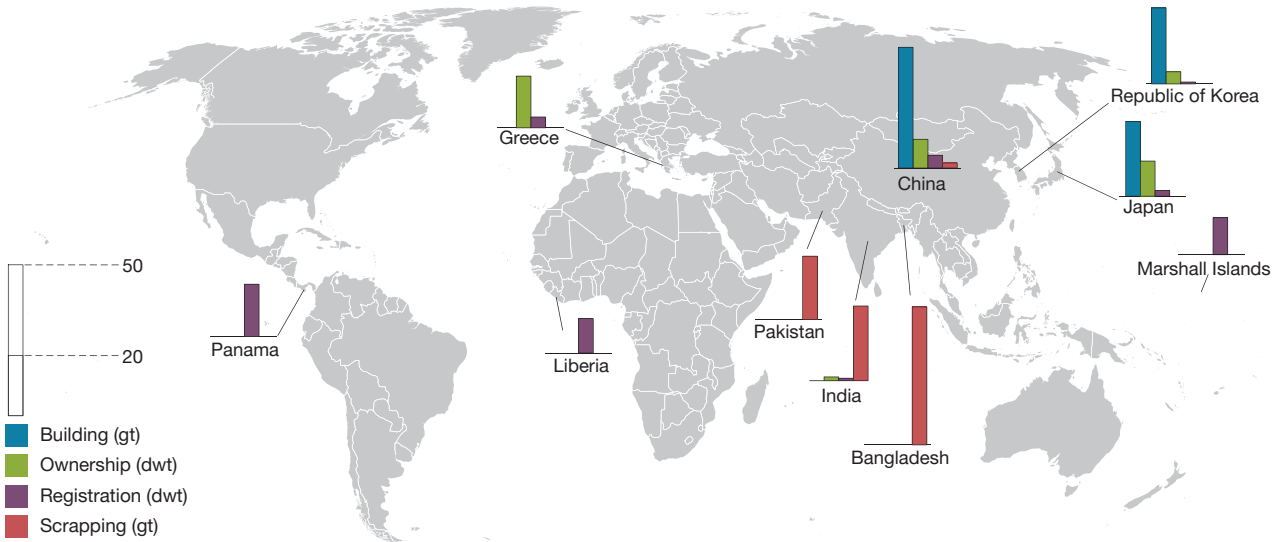 Republic of Korea
Greece
China
Japan
Marshall Islands
50
Panama
Pakistan
20
Liberia
India
Building (gt)
Bangladesh
Ownership (dwt)
Registration (dwt)
Scrapping (gt)